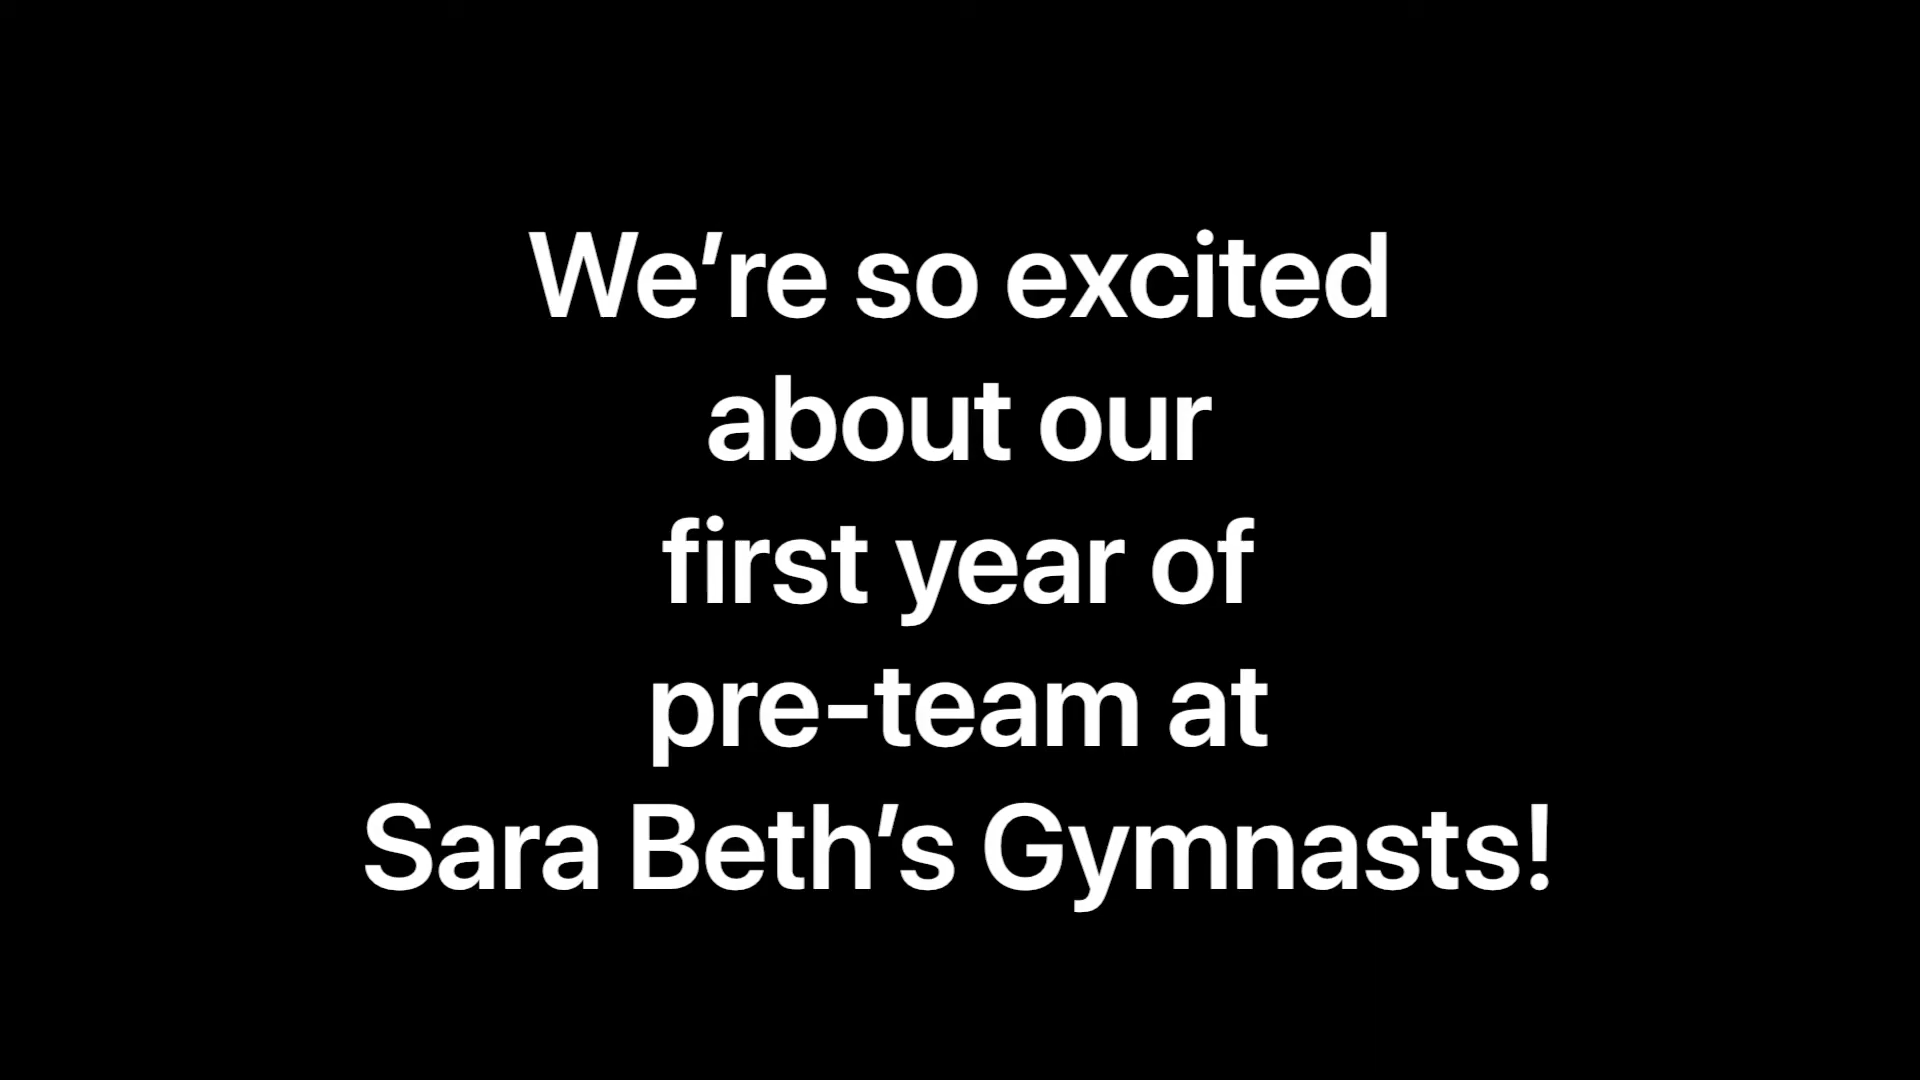 We’re so excited
about our
first year of
pre-team at
Sara Beth’s Gymnasts!